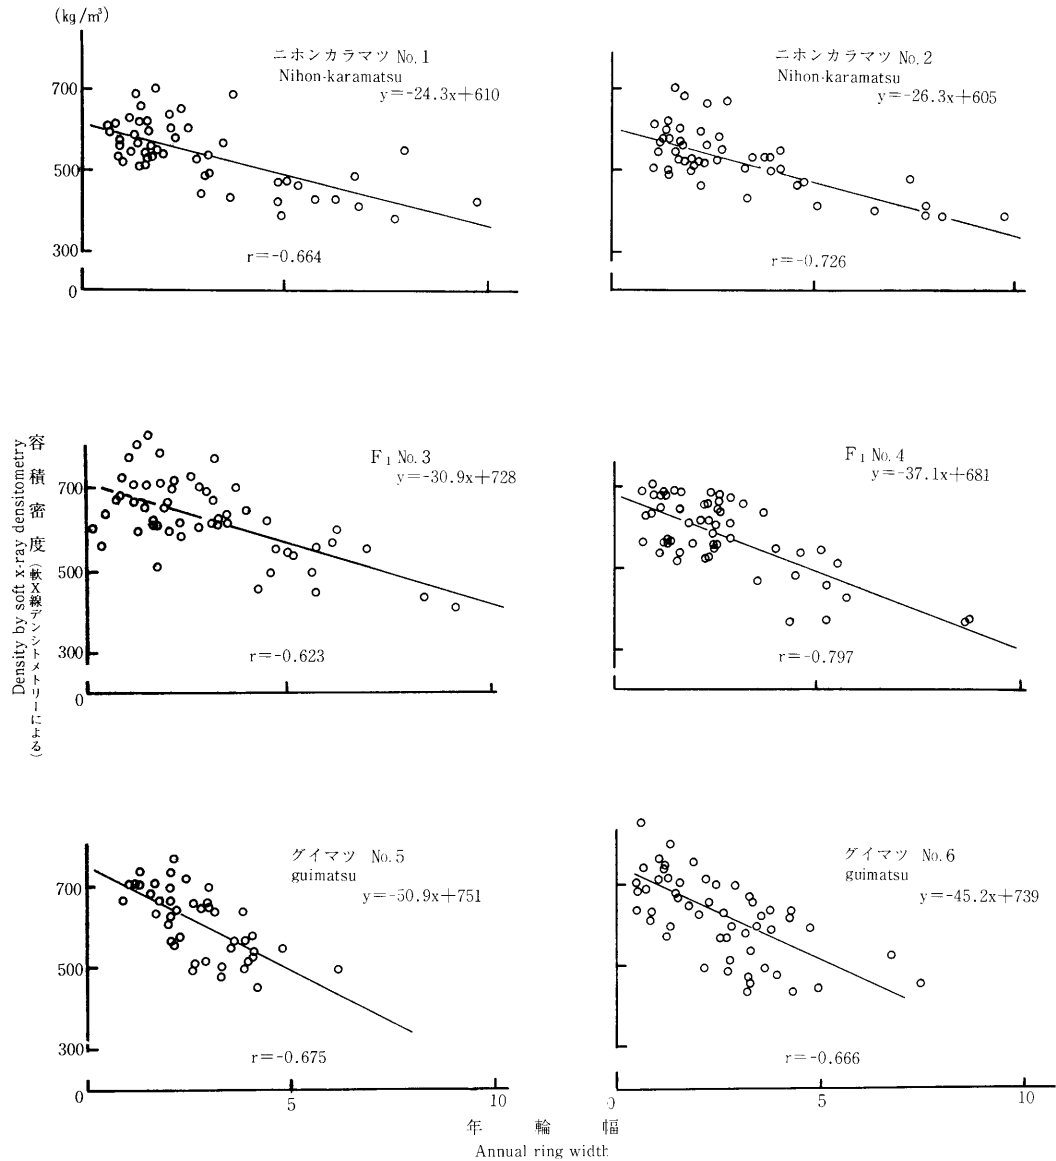 (kg/m³)
ニホンカラマツ No.1
Nihon-karamatsu
y=-24.3x+610
700
500
300
0
r=-0.664
ニホンカラマツ No.2
Nihon-karamatsu
y=-26.3x+605
r=-0.726
容積密度(軟X線デンシトメトリーによる)
Density by soft x-ray densitometry
F₁ No.3
y=-30.9x+728
700
500
300
0
r=-0.623
F₁ No.4
y=-37.1x+681
r=-0.797
グイマツ No.5
guimatsu
y=-50.9x+751
700
500
300
r=-0.675
0
5
10
グイマツ No.6
guimatsu
y=-45.2x+739
r=-0.666
0
5
10
年輪幅
Annual ring width